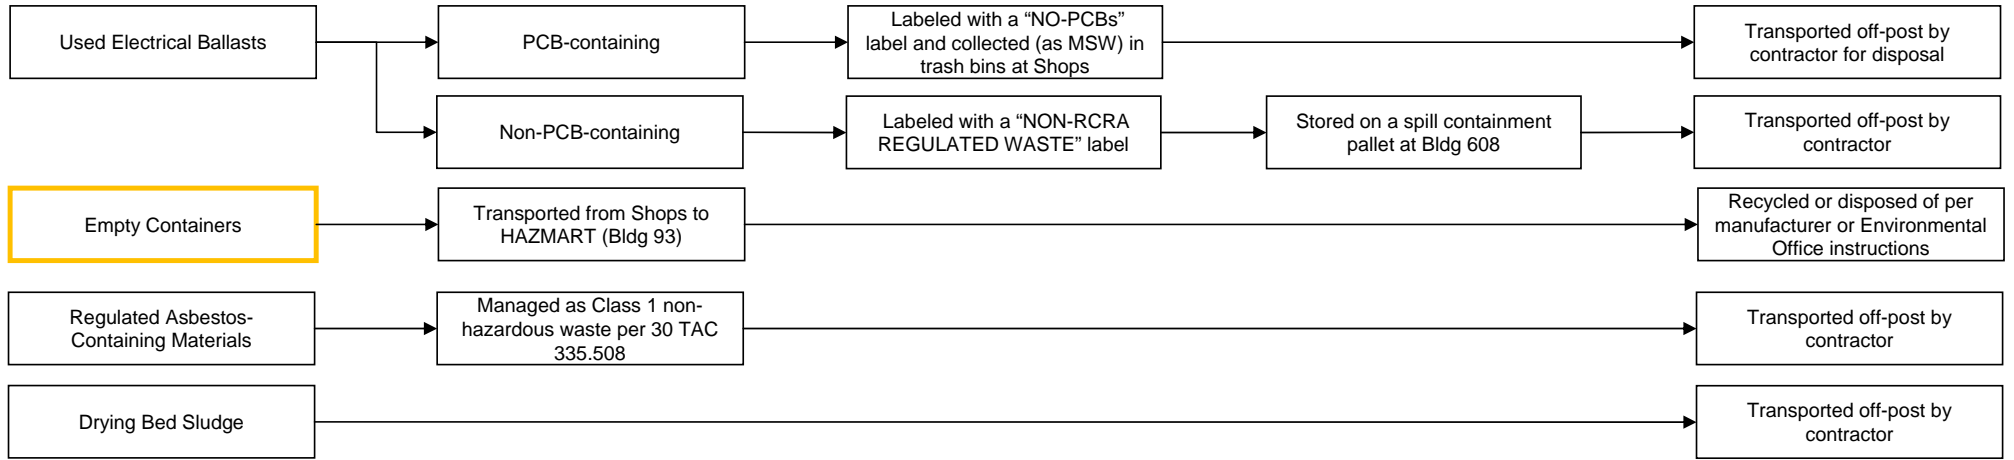 Used Electrical Ballasts
PCB-containing
Labeled with a “NO-PCBs”
label and collected (as MSW) in
trash bins at Shops
Transported off-post by
contractor for disposal
Non-PCB-containing
Labeled with a “NON-RCRA
REGULATED WASTE” label
Stored on a spill containment
pallet at Bldg 608
Transported off-post by
contractor
Empty Containers
Transported from Shops to
HAZMART (Bldg 93)
Recycled or disposed of per
manufacturer or Environmental
Office instructions
Regulated Asbestos-
Containing Materials
Managed as Class 1 non-
hazardous waste per 30 TAC
335.508
Transported off-post by
contractor
Drying Bed Sludge
Transported off-post by
contractor